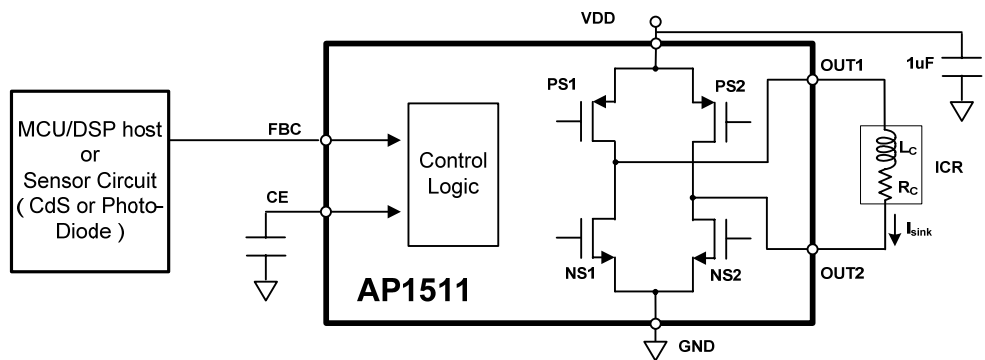 VDD
OUT1
1uF
PS1
PS2
MCU/DSP host
or
Sensor Circuit
( CdS or Photo-
Diode )
FBC
Control
Logic
LC
RC
ICR
CE
Isink
NS1
NS2
OUT2
AP1511
GND